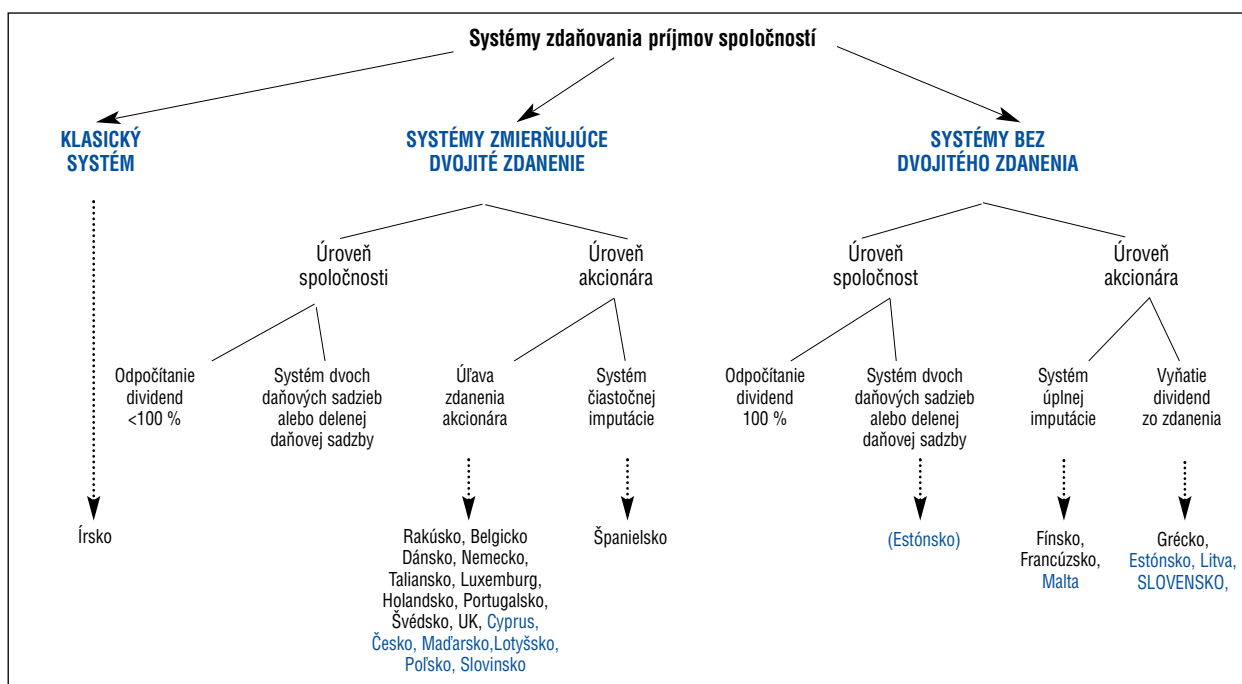 Systémy zdaňovania príjmov spoločností
KLASICKÝ
SYSTÉM
SYSTÉMY ZMIERŇUJÚCE
DVOJITÉ ZDANENIE
SYSTÉMY BEZ
DVOJITÉHO ZDANENIA
Úroveň
spoločnosti
Úroveň
akcionára
Úroveň
spoločnost
Úroveň
akcionára
Odpočítanie
dividend
<100 %
Systém dvoch
daňových sadzieb
alebo delenej
daňovej sadzby
Úľava
zdanenia
akcionára
Systém
čiastočnej
imputácie
Odpočítanie
dividend
100 %
Systém dvoch
daňových sadzieb
alebo delenej
daňovej sadzby
Systém
úplnej
imputácie
Vyňatie
dividend
zo zdanenia
Írsko
Rakúsko, Belgicko
Dánsko, Nemecko,
Taliansko, Luxemburg,
Holandsko, Portugalsko,
Švédsko, UK, Cyprus,
Česko, Maďarsko,Lotyšsko,
Poľsko, Slovinsko
Španielsko
(Estónsko)
Fínsko,
Francúzsko,
Malta
Grécko,
Estónsko, Litva,
SLOVENSKO,